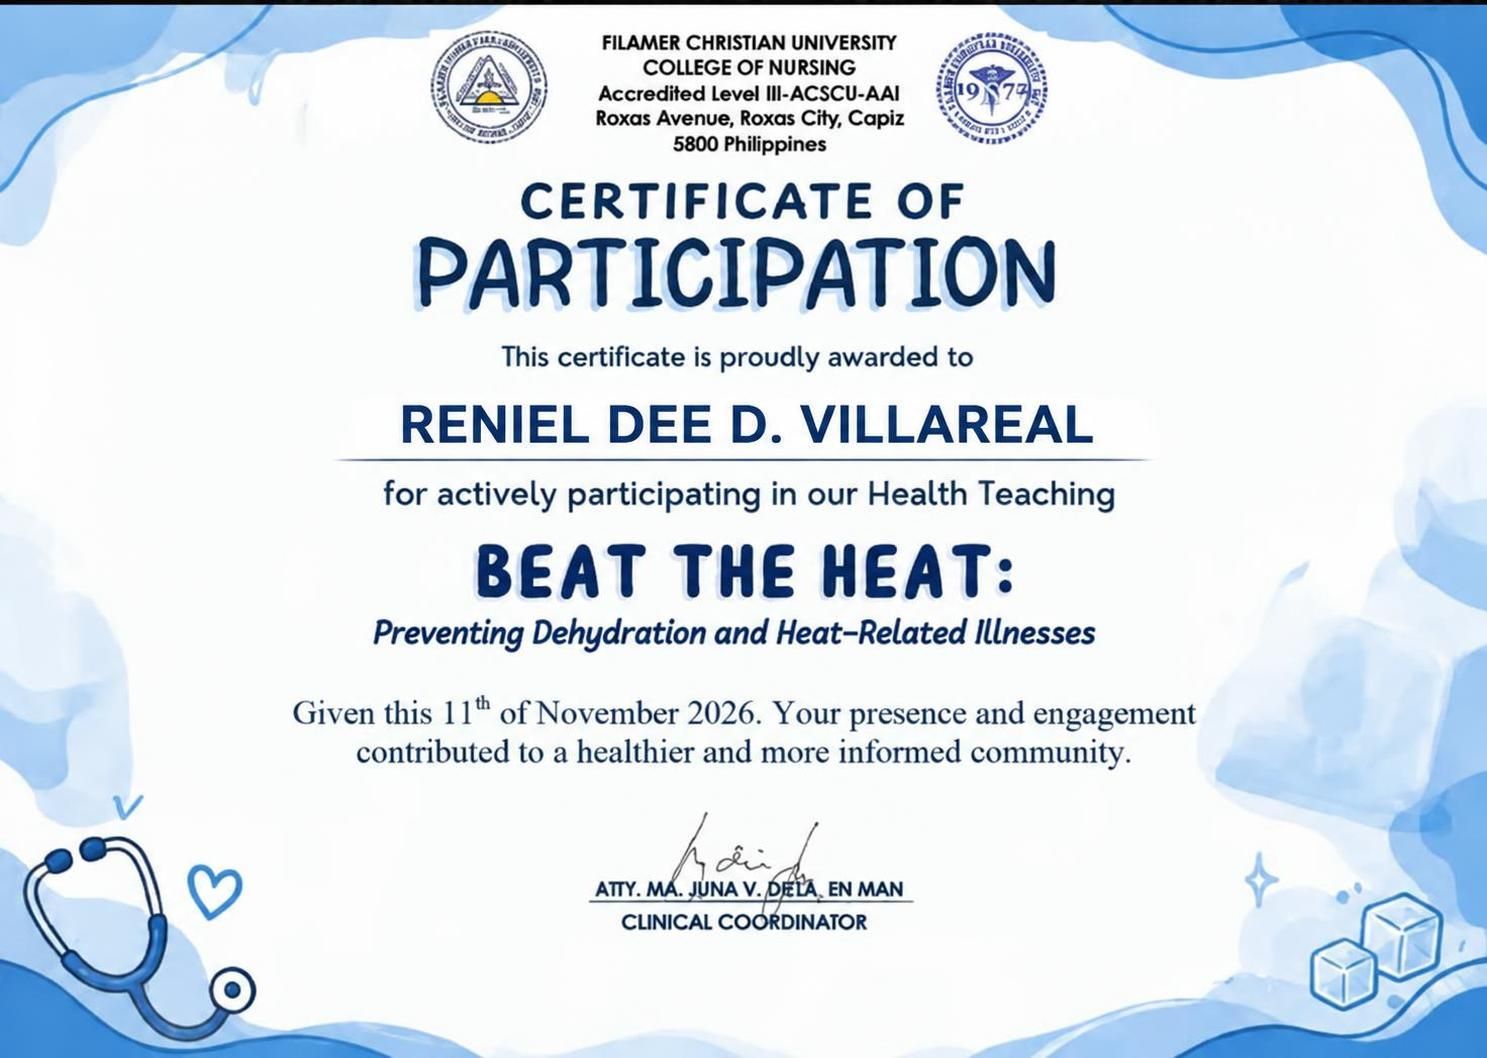 FILAMER CHRISTIAN UNIVERSITY
COLLEGE OF NURSING
Accredited Level III-ACSCU-AAI
Roxas Avenue, Roxas City, Capiz
5800 Philippines
1977
CERTIFICATE OF
PARTICIPATION
This certificate is proudly awarded to
RENIEL DEE D. VILLAREAL
for actively participating in our Health Teaching
BEAT THE HEAT:
Preventing Dehydration and Heat-Related Illnesses
Given this 11th of November 2026. Your presence and engagement
contributed to a healthier and more informed community.
ATTY. MA. JUNA V. DELA EN MAN
CLINICAL COORDINATOR